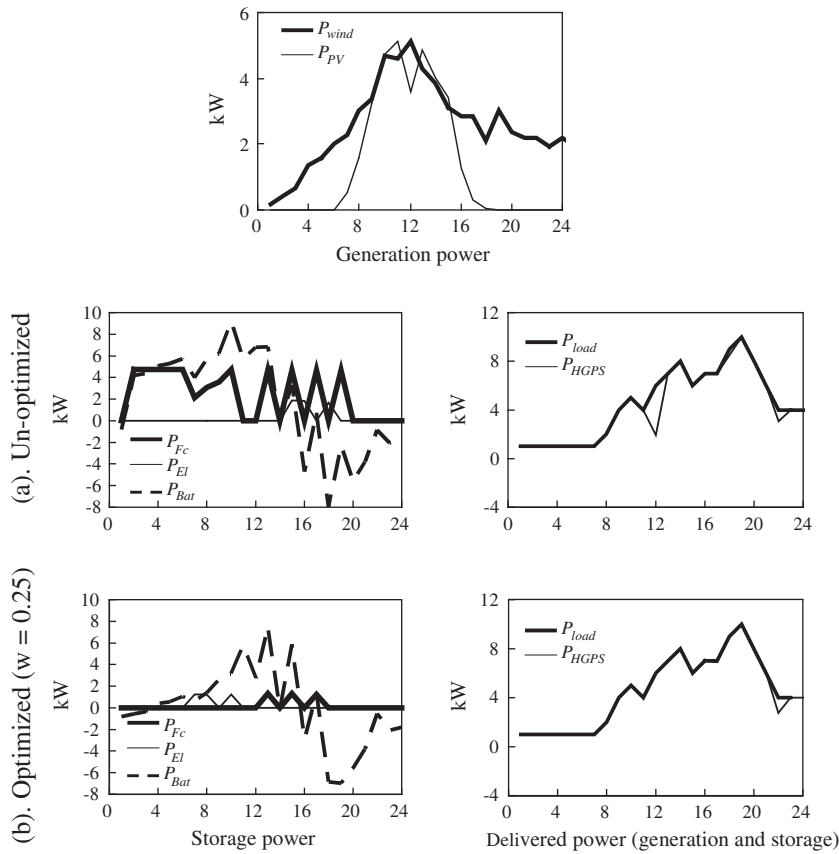 6
4
2
0
kW
P_wind
P_PV
0 4 8 12 16 20 24
Generation power
(a). Un-optimized
10
8
6
4
2
0
-2
-4
-6
-8
kW
P_Fc
P_El
P_Bat
0 4 8 12 16 20 24
12
8
4
0
-4
P_load
P_HGPS
0 4 8 12 16 20 24
(b). Optimized (w = 0.25)
10
8
6
4
2
0
-2
-4
-6
-8
kW
P_Fc
P_El
P_Bat
0 4 8 12 16 20 24
Storage power
12
8
4
0
-4
P_load
P_HGPS
0 4 8 12 16 20 24
Delivered power (generation and storage)